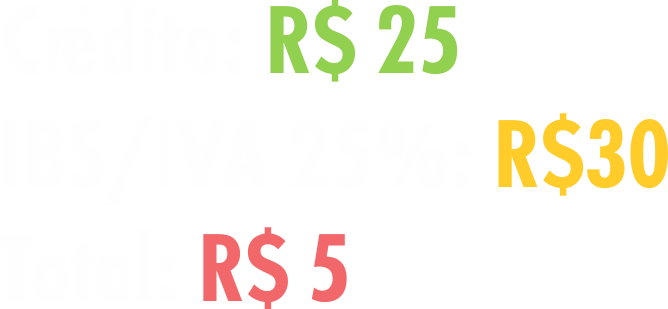 Crédito: R$ 25
IBS/IVA 25%: R$30
Total: R$ 5